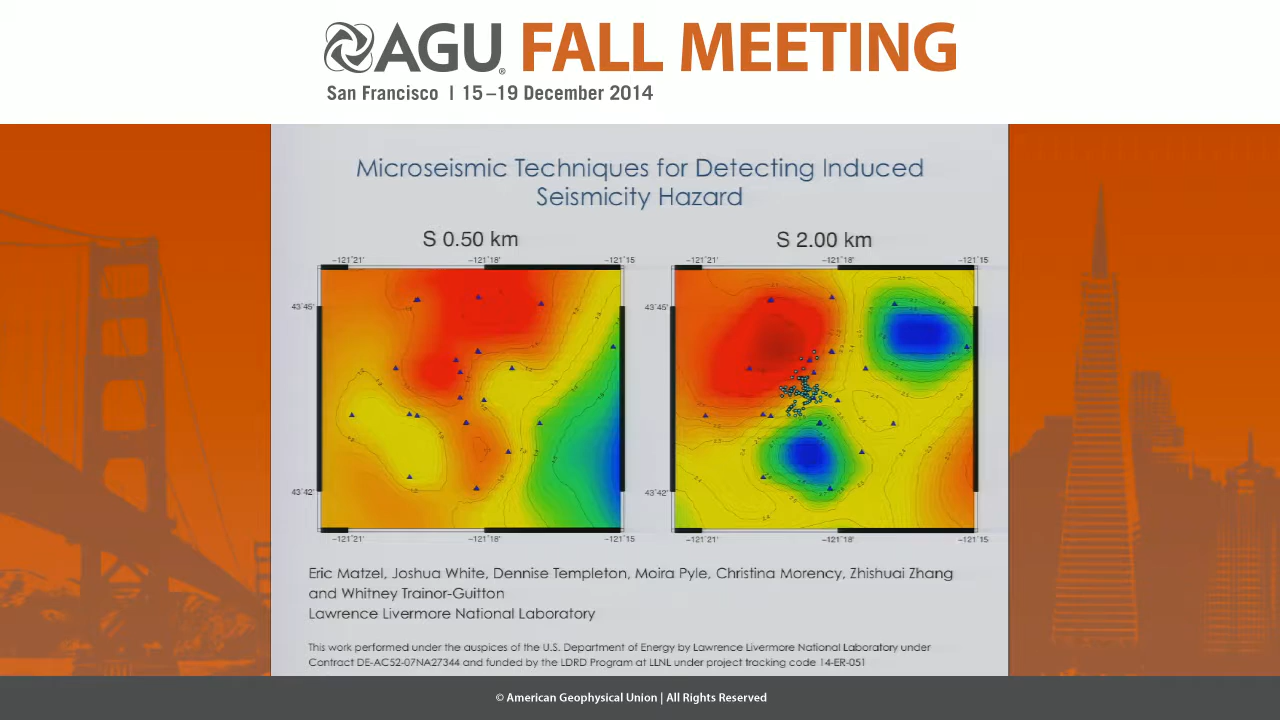 AGU FALL MEETING
San Francisco | 15–19 December 2014
Microseismic Techniques for Detecting Induced
Seismicity Hazard
S 0.50 km
S 2.00 km
-121˚21'
-121˚18'
-121˚15
-121˚21'
-121˚18'
-121˚15
43˚45'
43˚45'
43˚42'
43˚42'
-121˚21'
-121˚18'
-121˚15
-121˚21'
-121˚18'
-121˚15
Eric Matzel, Joshua White, Dennise Templeton, Moira Pyle, Christina Morency, Zhishuai Zhang
and Whitney Trainor-Guitton
Lawrence Livermore National Laboratory
This work performed under the auspices of the U.S. Department of Energy by Lawrence Livermore National Laboratory under
Contract DE-AC52-07NA27344 and funded by the LDRD Program at LLNL under project tracking code 14-ER-051
© American Geophysical Union | All Rights Reserved